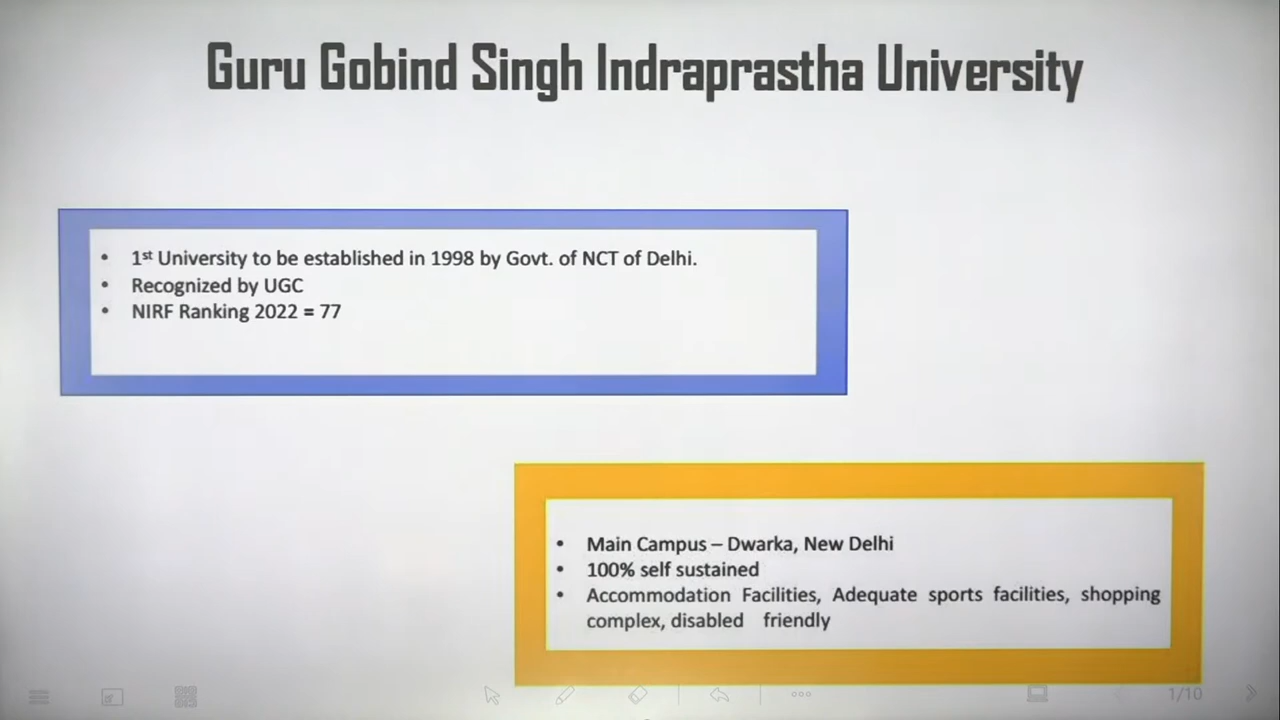 Guru Gobind Singh Indraprastha University
• 1st University to be established in 1998 by Govt. of NCT of Delhi.
• Recognized by UGC
• NIRF Ranking 2022 = 77
• Main Campus – Dwarka, New Delhi
• 100% self sustained
• Accommodation Facilities, Adequate sports facilities, shopping
complex, disabled friendly
1/10